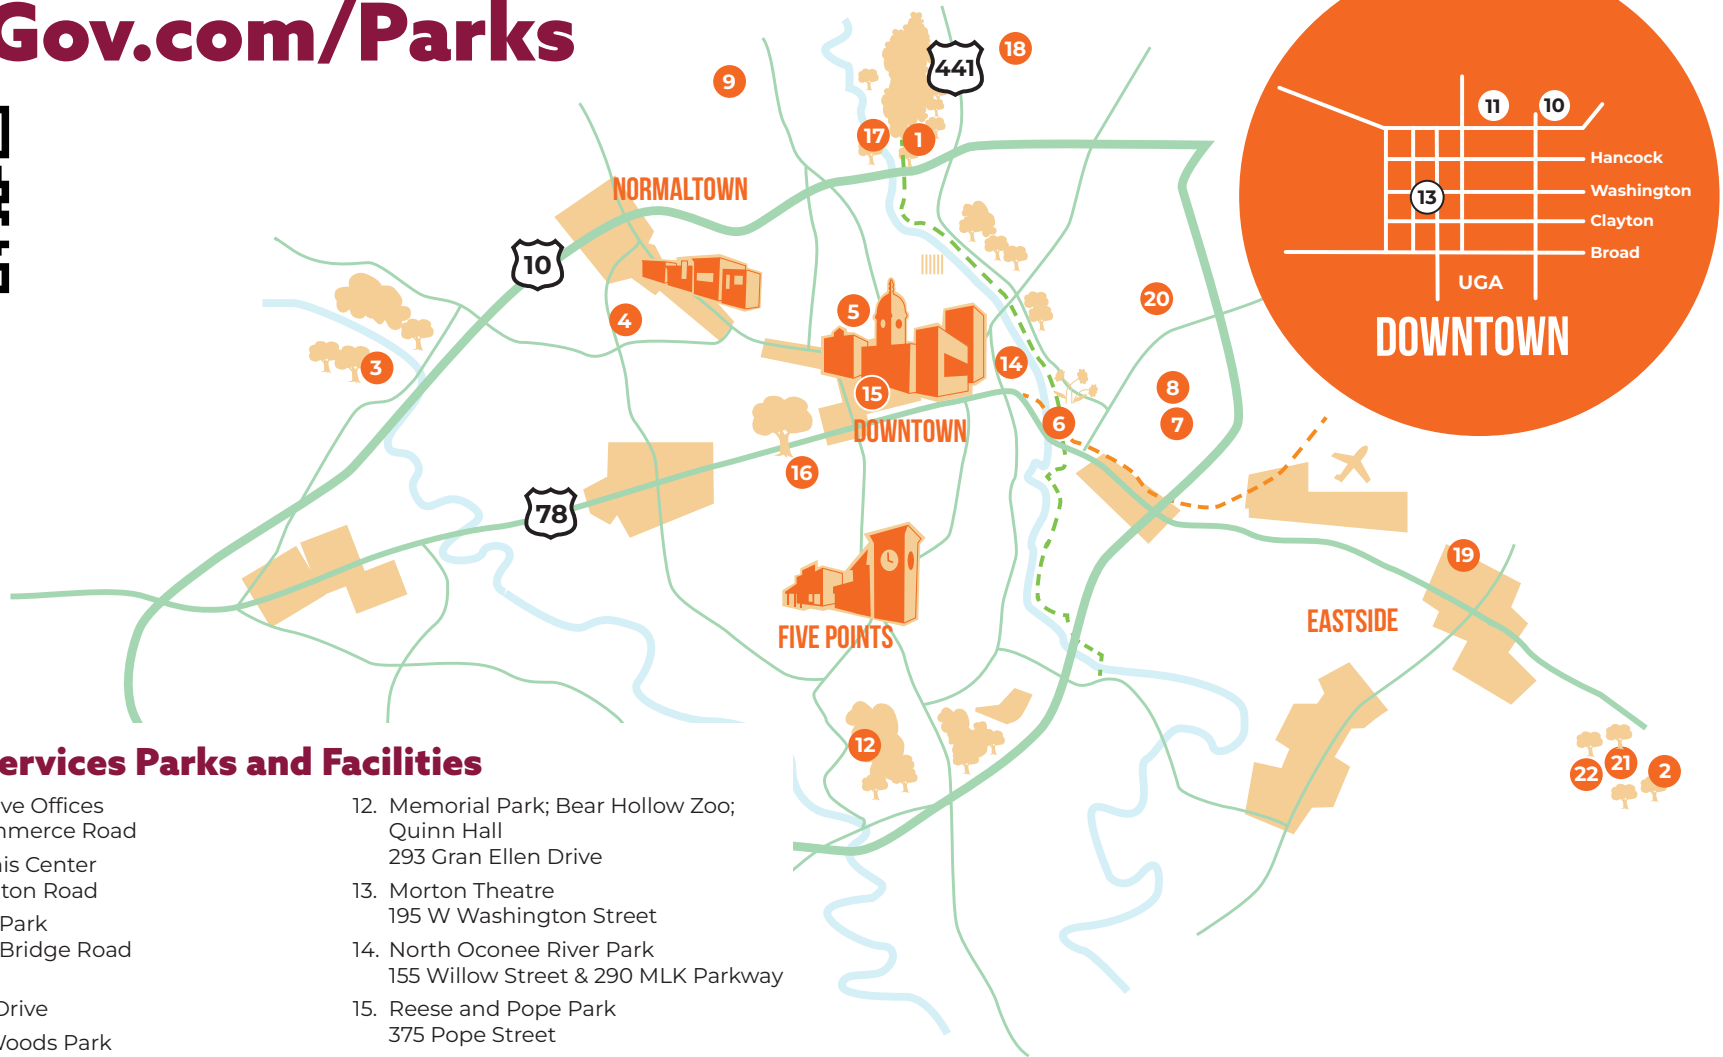 Gov.com/Parks
9
441
18
17
1
NORMALTOWN
10
4
5
3
20
14
8
15
7
6
DOWNTOWN
16
78
19
EASTSIDE
FIVE POINTS
12
22
21
2
11
10
Hancock
Washington
13
Clayton
Broad
UGA
DOWNTOWN
ervices Parks and Facilities
ve Offices
merce Road
is Center
ton Road
Park
Bridge Road
Drive
Woods Park
12. Memorial Park; Bear Hollow Zoo;
Quinn Hall
293 Gran Ellen Drive
13. Morton Theatre
195 W Washington Street
14. North Oconee River Park
155 Willow Street & 290 MLK Parkway
15. Reese and Pope Park
375 Pope Street